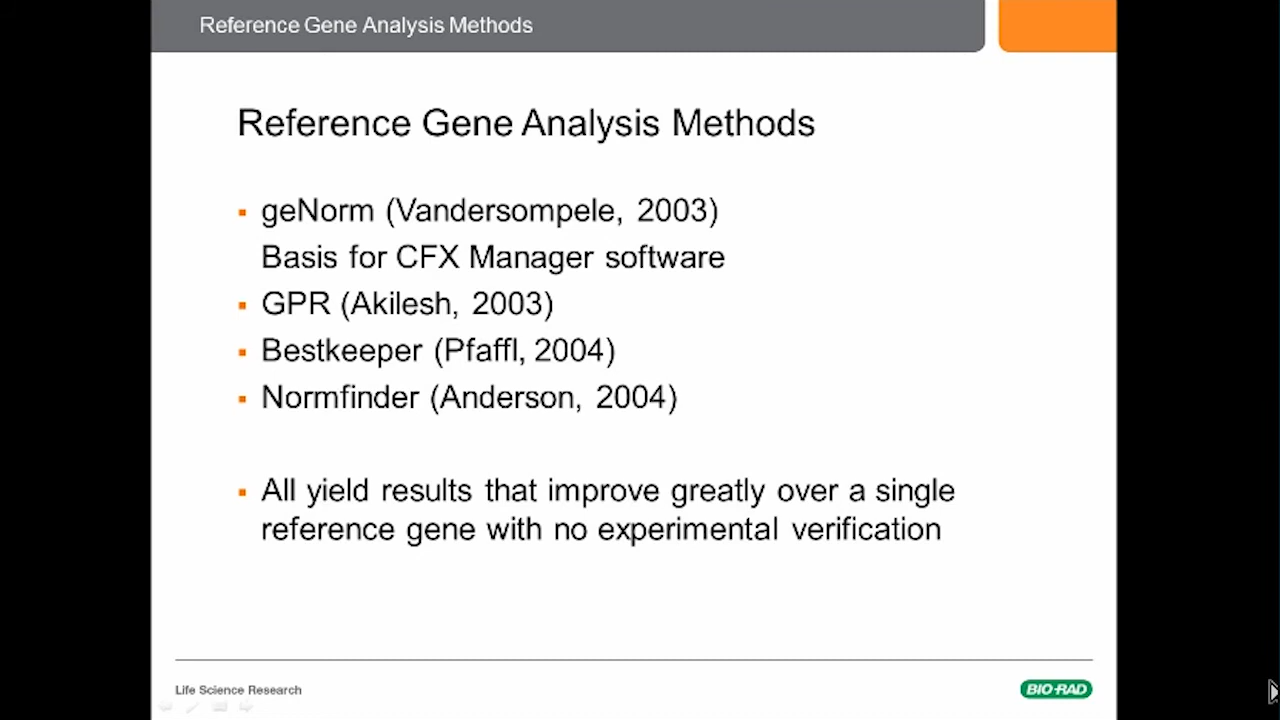 Reference Gene Analysis Methods
Reference Gene Analysis Methods
▪ geNorm (Vandersompele, 2003)
Basis for CFX Manager software
▪ GPR (Akilesh, 2003)
▪ Bestkeeper (Pfaffl, 2004)
▪ Normfinder (Anderson, 2004)
▪ All yield results that improve greatly over a single
reference gene with no experimental verification
Life Science Research
BIO-RAD